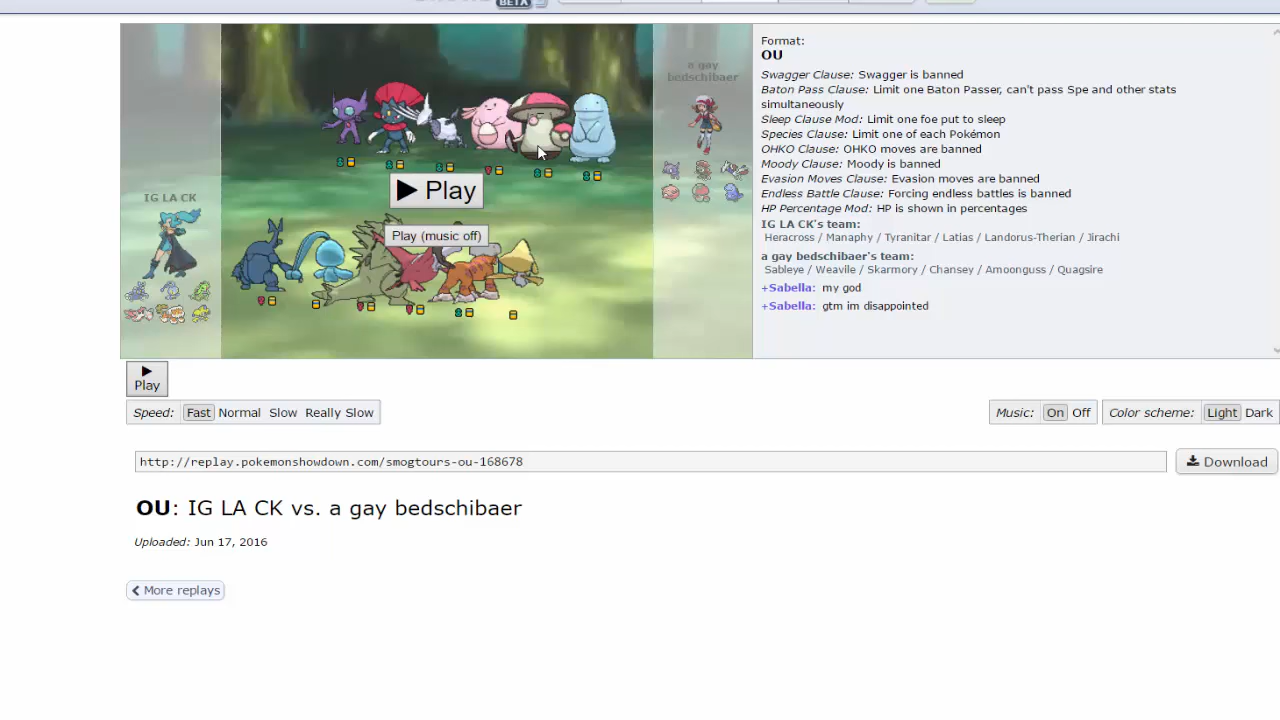 BETA
a gay
bedschibaer
IG LA CK
Play
Play (music off)
Format:
OU
Swagger Clause: Swagger is banned
Baton Pass Clause: Limit one Baton Passer, can't pass Spe and other stats
simultaneously
Sleep Clause Mod: Limit one foe put to sleep
Species Clause: Limit one of each Pokémon
OHKO Clause: OHKO moves are banned
Moody Clause: Moody is banned
Evasion Moves Clause: Evasion moves are banned
Endless Battle Clause: Forcing endless battles is banned
HP Percentage Mod: HP is shown in percentages
IG LA CK's team:
Heracross / Manaphy / Tyranitar / Latias / Landorus-Therian / Jirachi
a gay bedschibaer's team:
Sableye / Weavile / Skarmory / Chansey / Amoonguss / Quagsire
+Sabella: my god
+Sabella: gtm im disappointed
Play
Speed: Fast Normal Slow Really Slow
Music: On Off
Color scheme: Light Dark
http://replay.pokemonshowdown.com/smogtours-ou-168678
Download
OU: IG LA CK vs. a gay bedschibaer
Uploaded: Jun 17, 2016
More replays